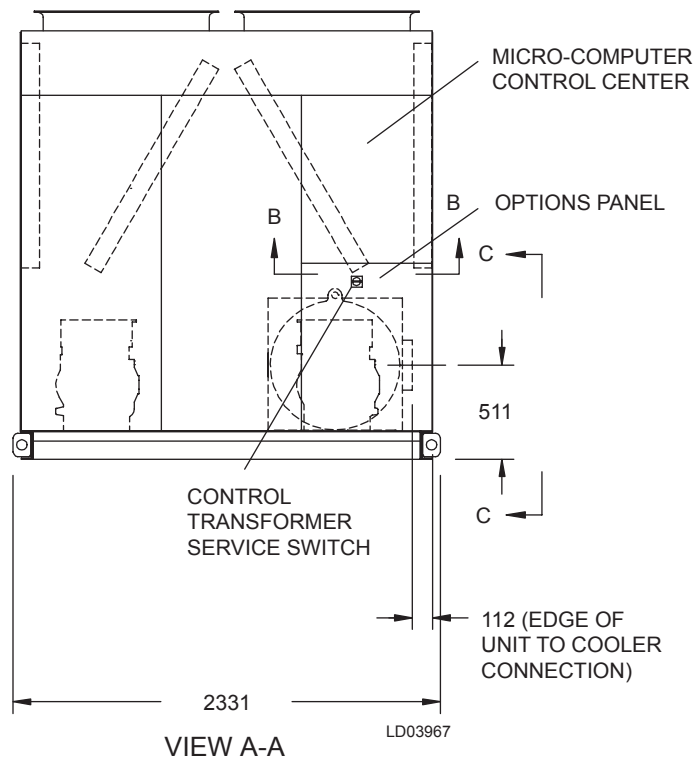 MICRO-COMPUTER
CONTROL CENTER
B
B
OPTIONS PANEL
C
511
CONTROL
TRANSFORMER
SERVICE SWITCH
C
112 (EDGE OF
UNIT TO COOLER
CONNECTION)
2331
LD03967
VIEW A-A